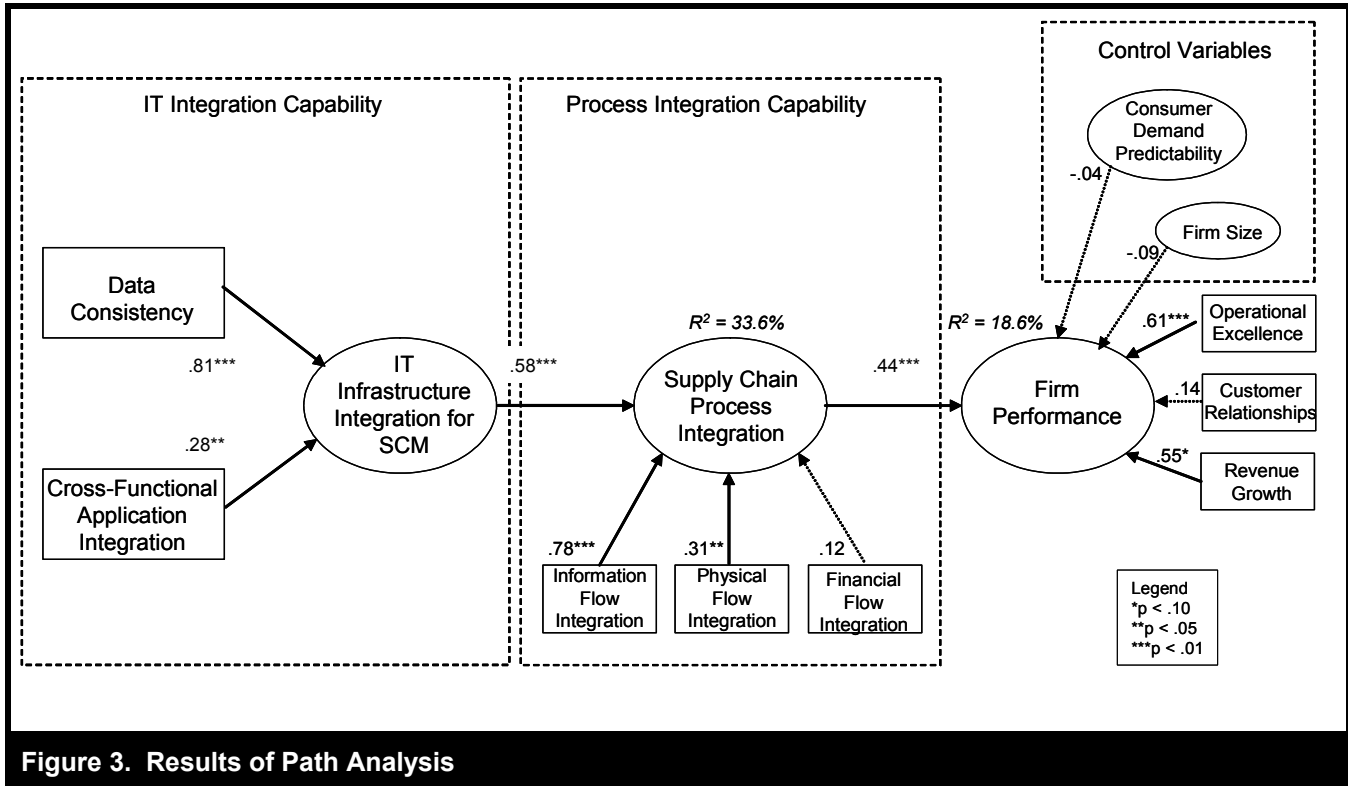 IT Integration Capability
Process Integration Capability
Control Variables
Consumer
Demand
Predictability
-.04
Firm Size
-.09
Data
Consistency
.81***
.28**
Cross-Functional
Application
Integration
IT
Infrastructure
Integration for
SCM
.58***
R² = 33.6%
Supply Chain
Process
Integration
.44***
.78***
.31**
.12
Information
Flow
Integration
Physical
Flow
Integration
Financial
Flow
Integration
R² = 18.6%
Firm
Performance
.61***
Operational
Excellence
.14
Customer
Relationships
.55*
Revenue
Growth
Legend
*p < .10
**p < .05
***p < .01
Figure 3. Results of Path Analysis